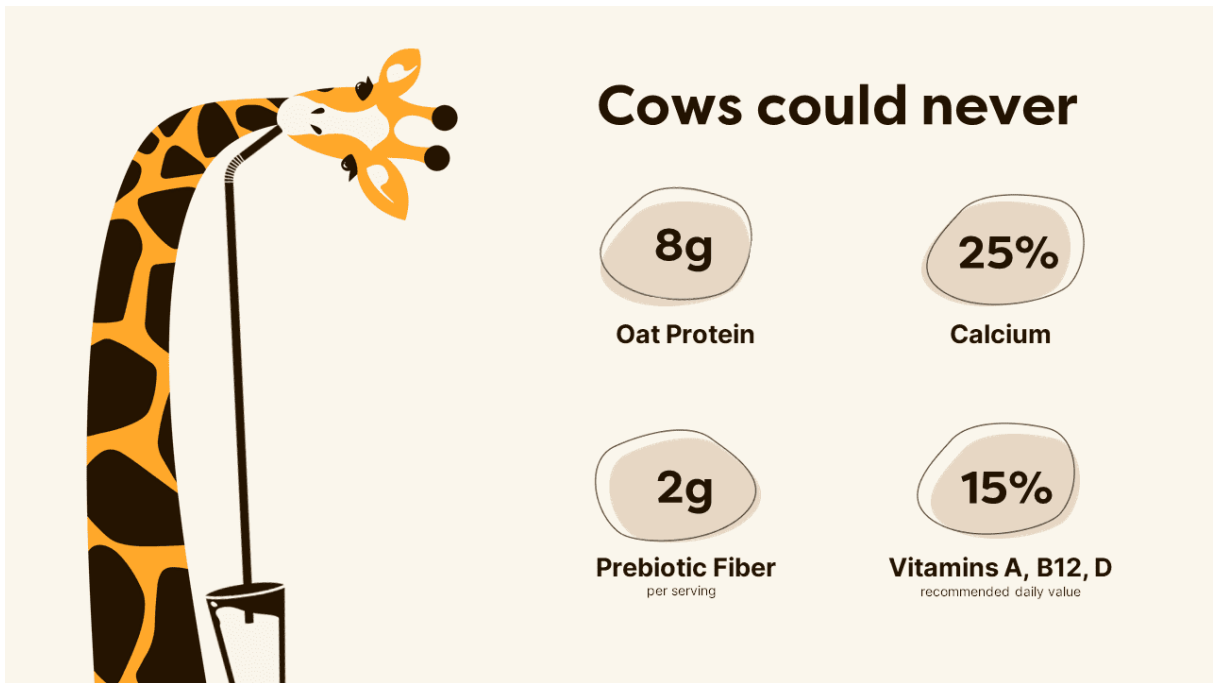 Cows could never
8g
25%
Oat Protein
Calcium
2g
15%
Prebiotic Fiber
Vitamins A, B12, D
per serving
recommended daily value